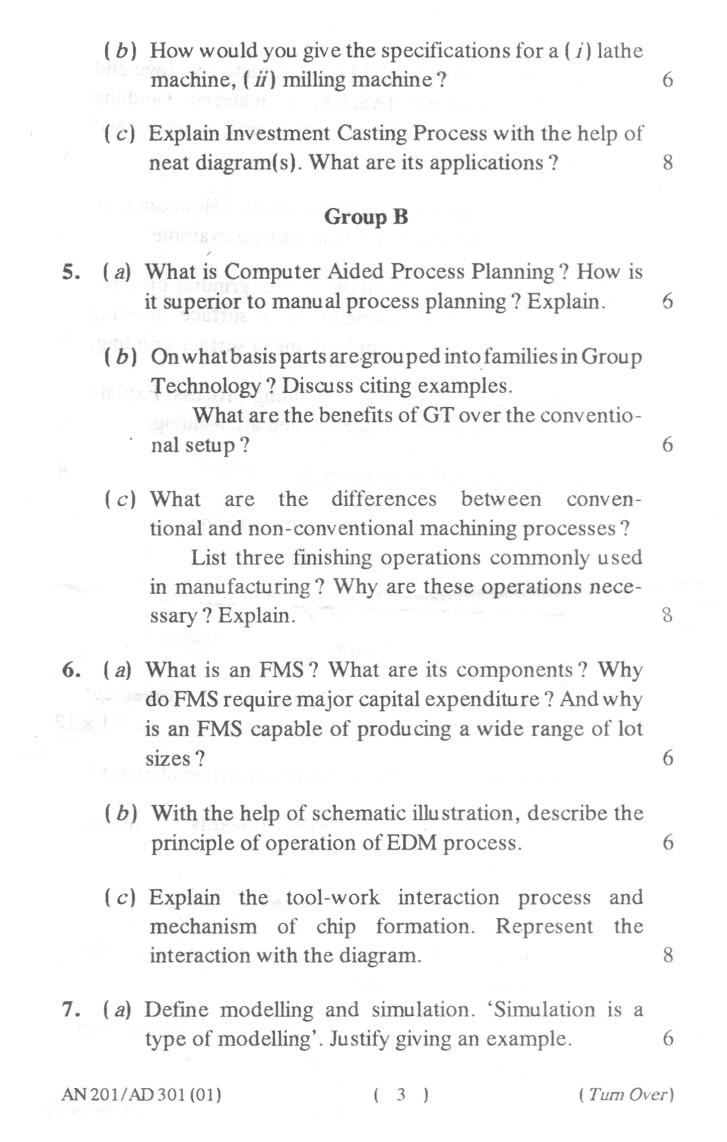 (b) How would you give the specifications for a (i) lathe
machine, (ii) milling machine? 6
(c) Explain Investment Casting Process with the help of
neat diagram(s). What are its applications? 8
Group B
5. (a) What is Computer Aided Process Planning? How is
it superior to manual process planning? Explain. 6
(b) On what basis parts are grouped into families in Group
Technology? Discuss citing examples.
What are the benefits of GT over the conventio-
nal setup? 6
(c) What are the differences between conven-
tional and non-conventional machining processes?
List three finishing operations commonly used
in manufacturing? Why are these operations nece-
ssary? Explain. 8
6. (a) What is an FMS? What are its components? Why
do FMS require major capital expenditure? And why
is an FMS capable of producing a wide range of lot
sizes? 6
(b) With the help of schematic illustration, describe the
principle of operation of EDM process. 6
(c) Explain the tool-work interaction process and
mechanism of chip formation. Represent the
interaction with the diagram. 8
7. (a) Define modelling and simulation. ‘Simulation is a
type of modelling’. Justify giving an example. 6
AN 201/AD 301 (01) ( 3 ) (Turn Over)